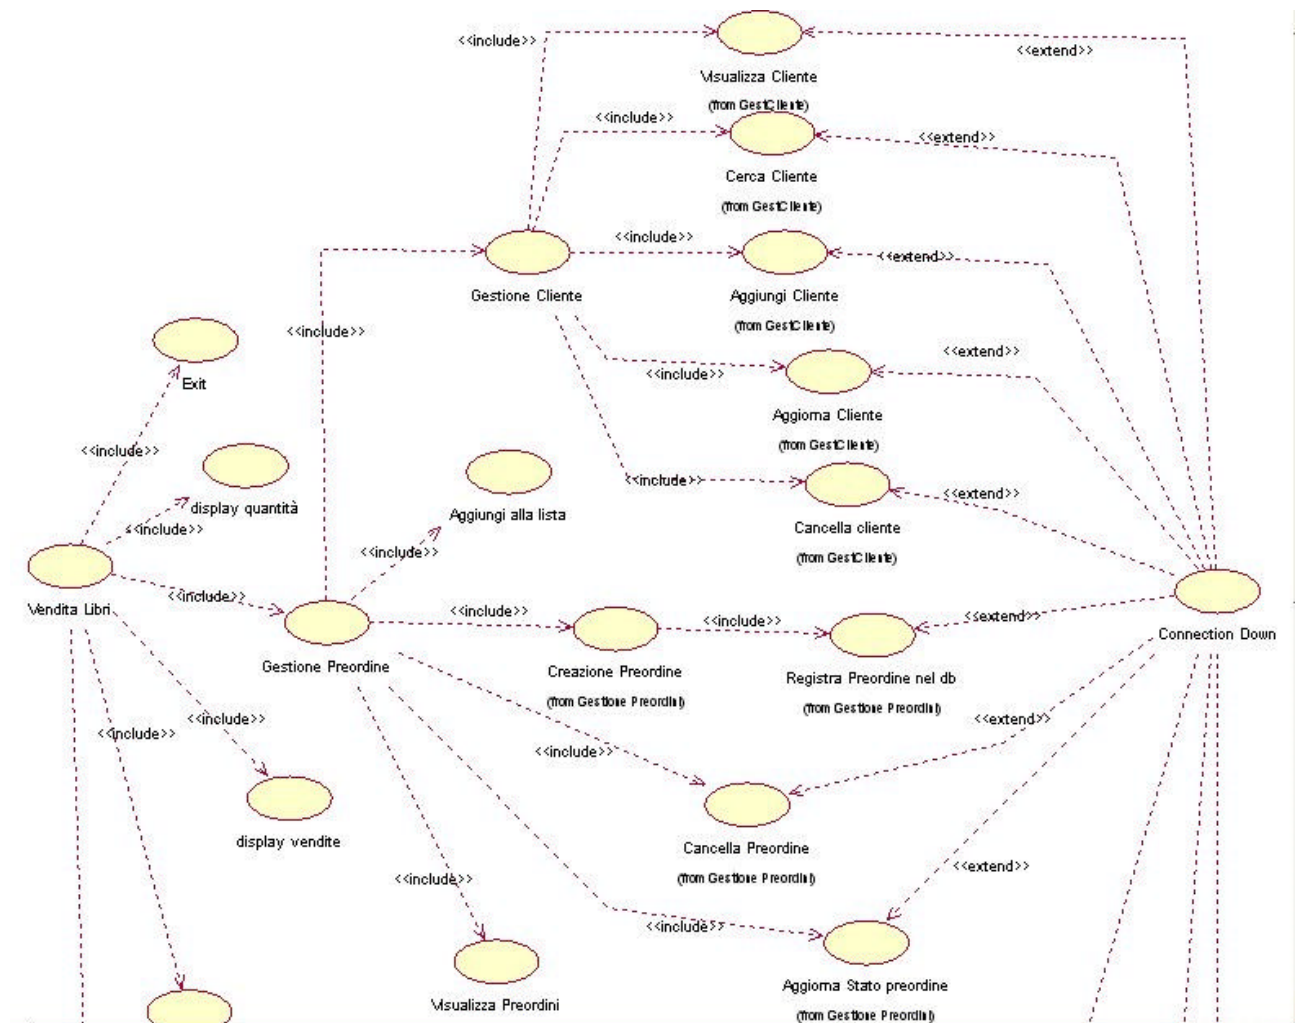 <<include>>
<<extend>>
Visualizza Cliente
(from GestCliente)
<<include>>
<<extend>>
Cerca Cliente
(from GestCliente)
<<include>>
<<extend>>
Gestione Cliente
Aggiungi Cliente
(from GestCliente)
<<include>>
<<extend>>
<<include>>
Exit
Aggiorna Cliente
(from GestCliente)
<<include>>
<<include>>
<<extend>>
display quantità
Aggiungi alla lista
Cancella cliente
(from GestCliente)
<<include>>
<<include>>
<<include>>
Vendita Libri
<<include>>
<<include>>
<<extend>>
Connection Down
Gestione Preordine
Creazione Preordine
(from Gestione Preordini)
Registra Preordine nel db
(from Gestione Preordini)
<<include>>
<<include>>
<<include>>
<<extend>>
display vendite
Cancella Preordine
(from Gestione Preordini)
<<include>>
<<extend>>
<<include>>
Visualizza Preordini
Aggiorna Stato preordine
(from Gestione Preordini)